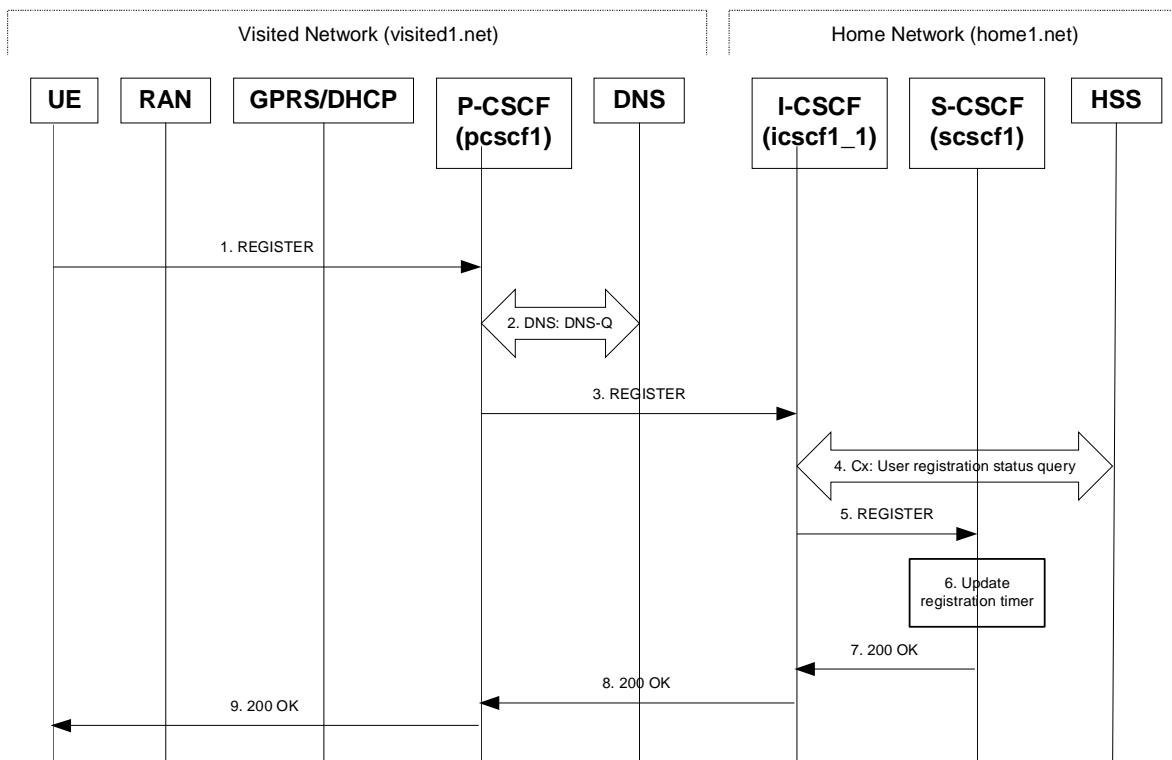 Visited Network (visited1.net)
Home Network (home1.net)
UE
RAN
GPRS/DHCP
P-CSCF
(pcscf1)
DNS
I-CSCF
(icscf1_1)
S-CSCF
(scscf1)
HSS
1. REGISTER
2. DNS: DNS-Q
3. REGISTER
4. Cx: User registration status query
5. REGISTER
6. Update
registration timer
7. 200 OK
8. 200 OK
9. 200 OK